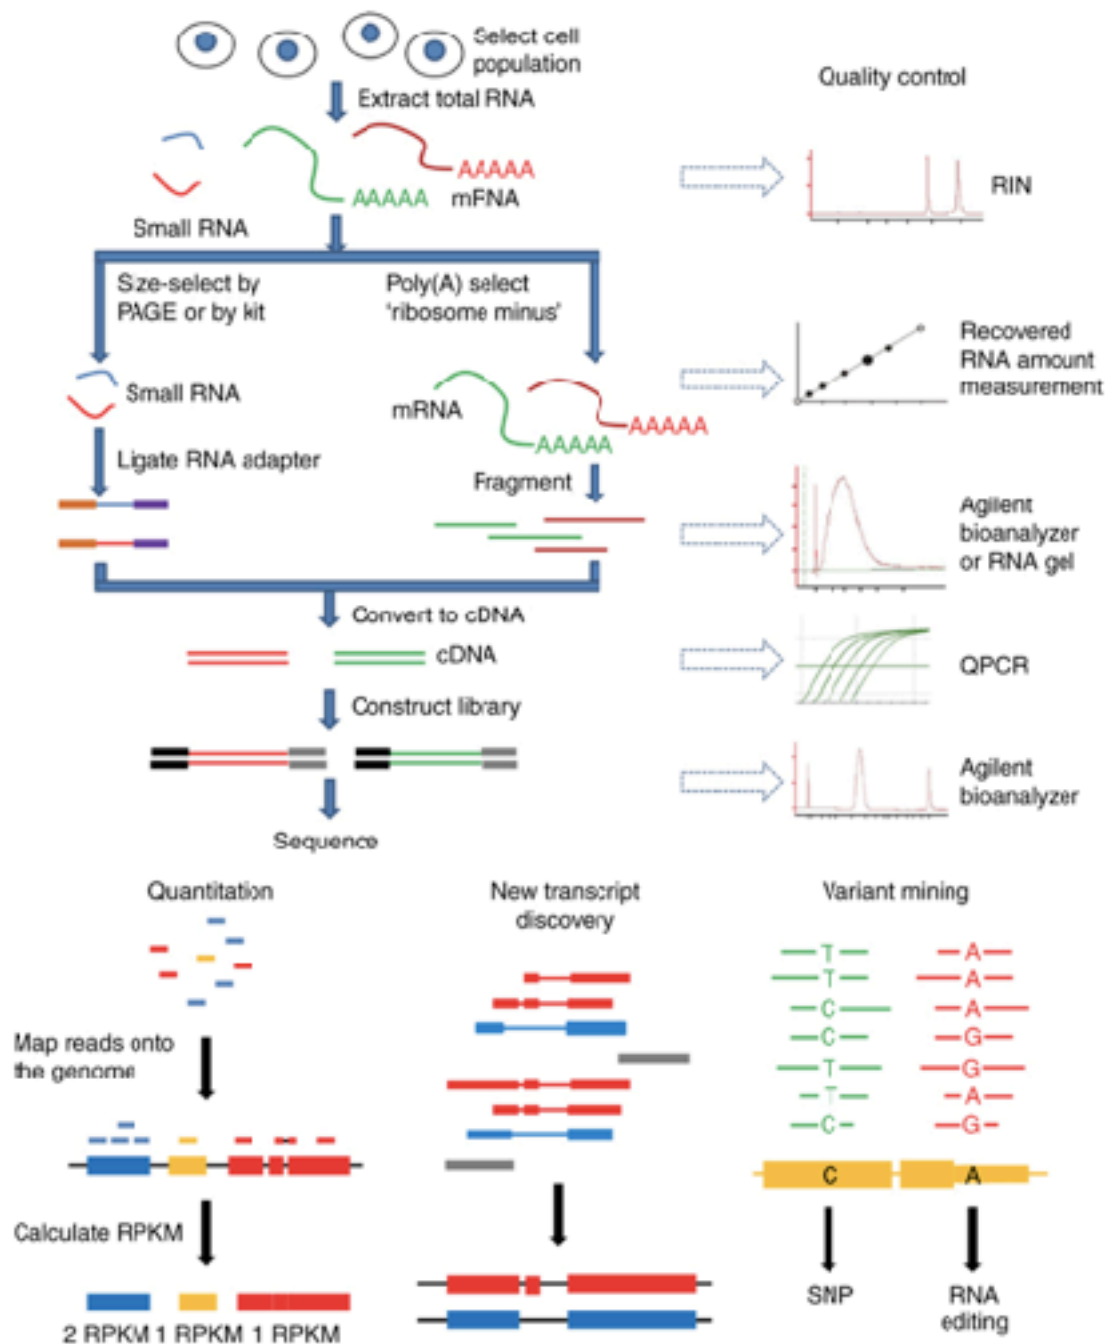 Select cell
population
Extract total RNA
Quality control
AAAAA
AAAAA
mRNA
Small RNA
RIN
Size-select by
PAGE or by kit
Poly(A) select
'ribosome minus'
Small RNA
mRNA
AAAAA
AAAAA
Recovered
RNA amount
measurement
Ligate RNA adapter
Fragment
Agilent
bioanalyzer
or RNA gel
Convert to cDNA
cDNA
QPCR
Construct library
Agilent
bioanalyzer
Sequence
Quantitation
New transcript
discovery
Variant mining
T
A
T
A
C
A
C
G
T
G
T
A
C
G
Map reads onto
the genome
C
A
Calculate RPKM
SNP
RNA
editing
2 RPKM 1 RPKM 1 RPKM